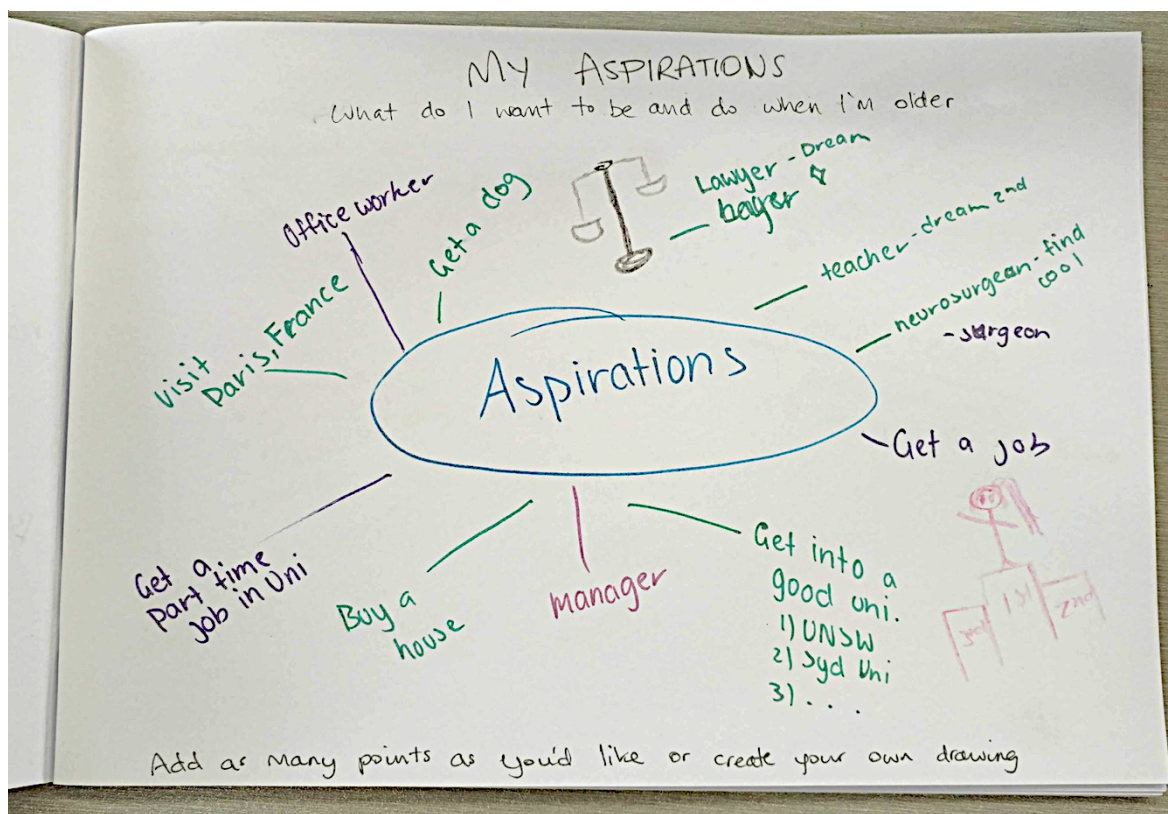 MY ASPIRATIONS
What do I want to be and do when I'm older
Office worker
Get a dog
Lawyer - Dream
teacher - dream 2nd
neurosurgean - find
cool
- surgeon
visit
Paris, France
Aspirations
Get a job
Get a
part time
job in Uni
Buy a
house
manager
Get into a
good uni.
1) UNSW
2) Syd Uni
3) . . .
3rd
1st
2nd
Add as many points as you'd like or create your own drawing